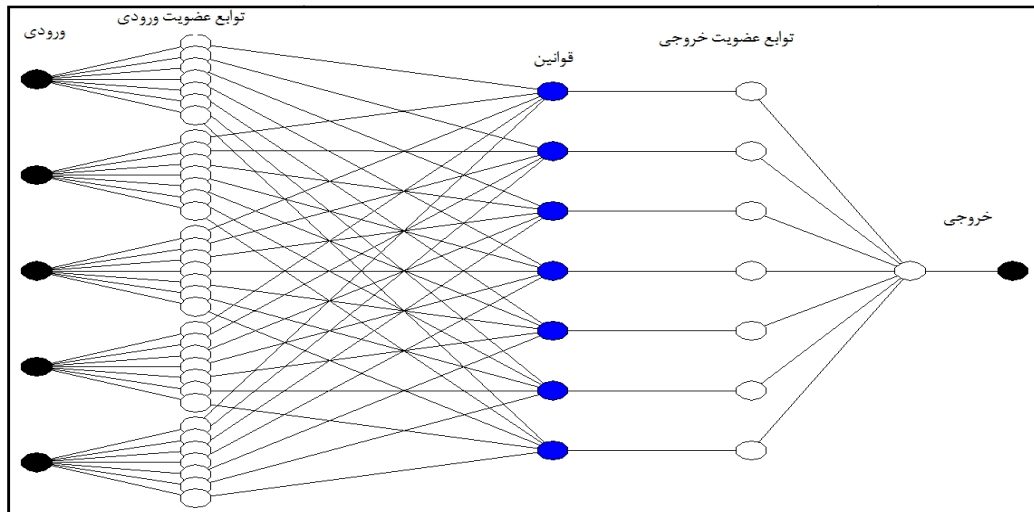 ورودی
توابع عضویت ورودی
قوانین
توابع عضویت خروجی
خروجی